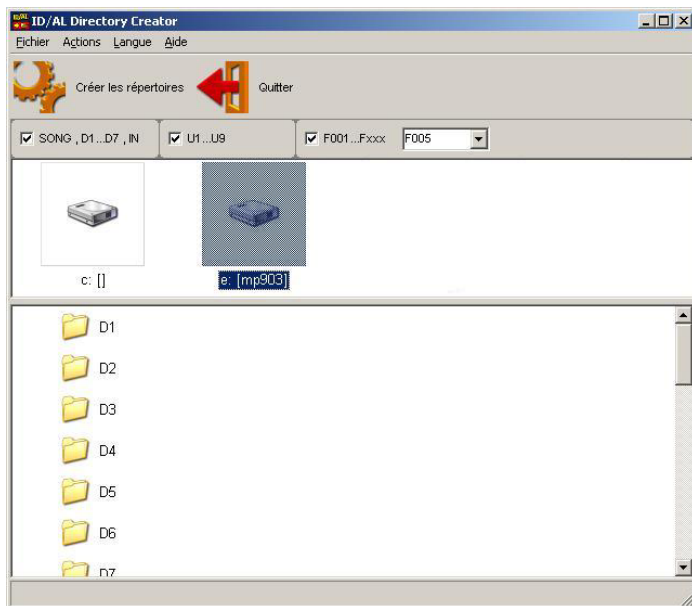 ID/AL Directory Creator
Fichier Actions Langue Aide
Créer les répertoires Quitter
SONG , D1...D7 , IN U1...U9 F001...Fxxx F005
c: [] e: [mp903]
D1
D2
D3
D4
D5
D6
D7